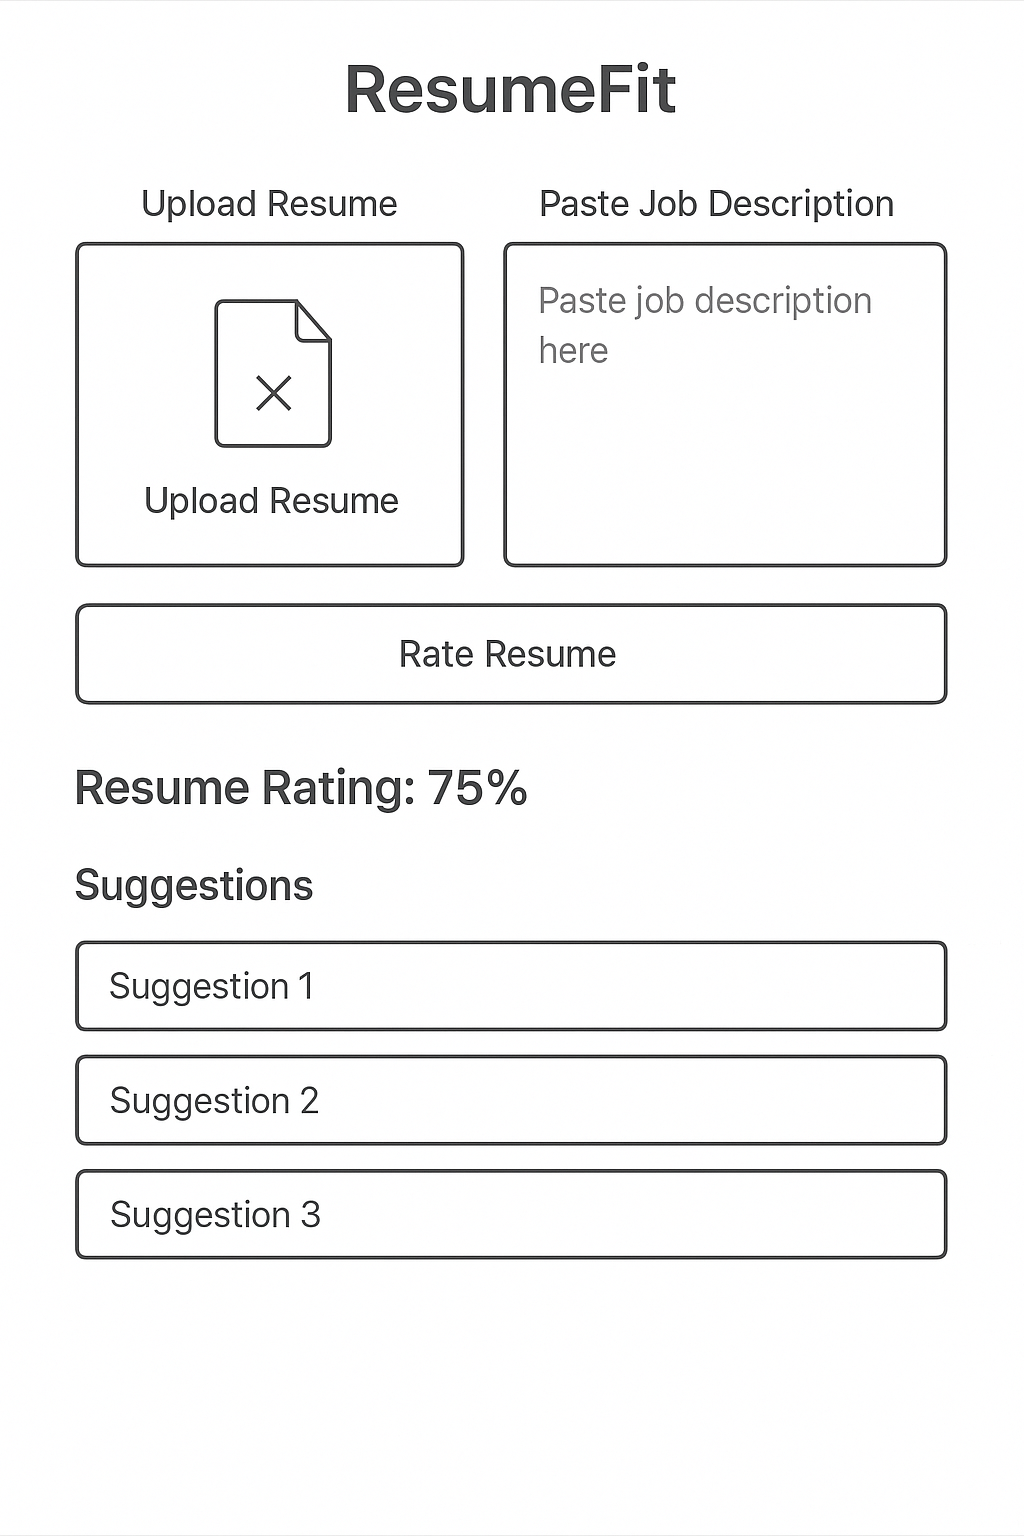 ResumeFit
Upload Resume
Paste Job Description
Upload Resume
Paste job description
here
Rate Resume
Resume Rating: 75%
Suggestions
Suggestion 1
Suggestion 2
Suggestion 3